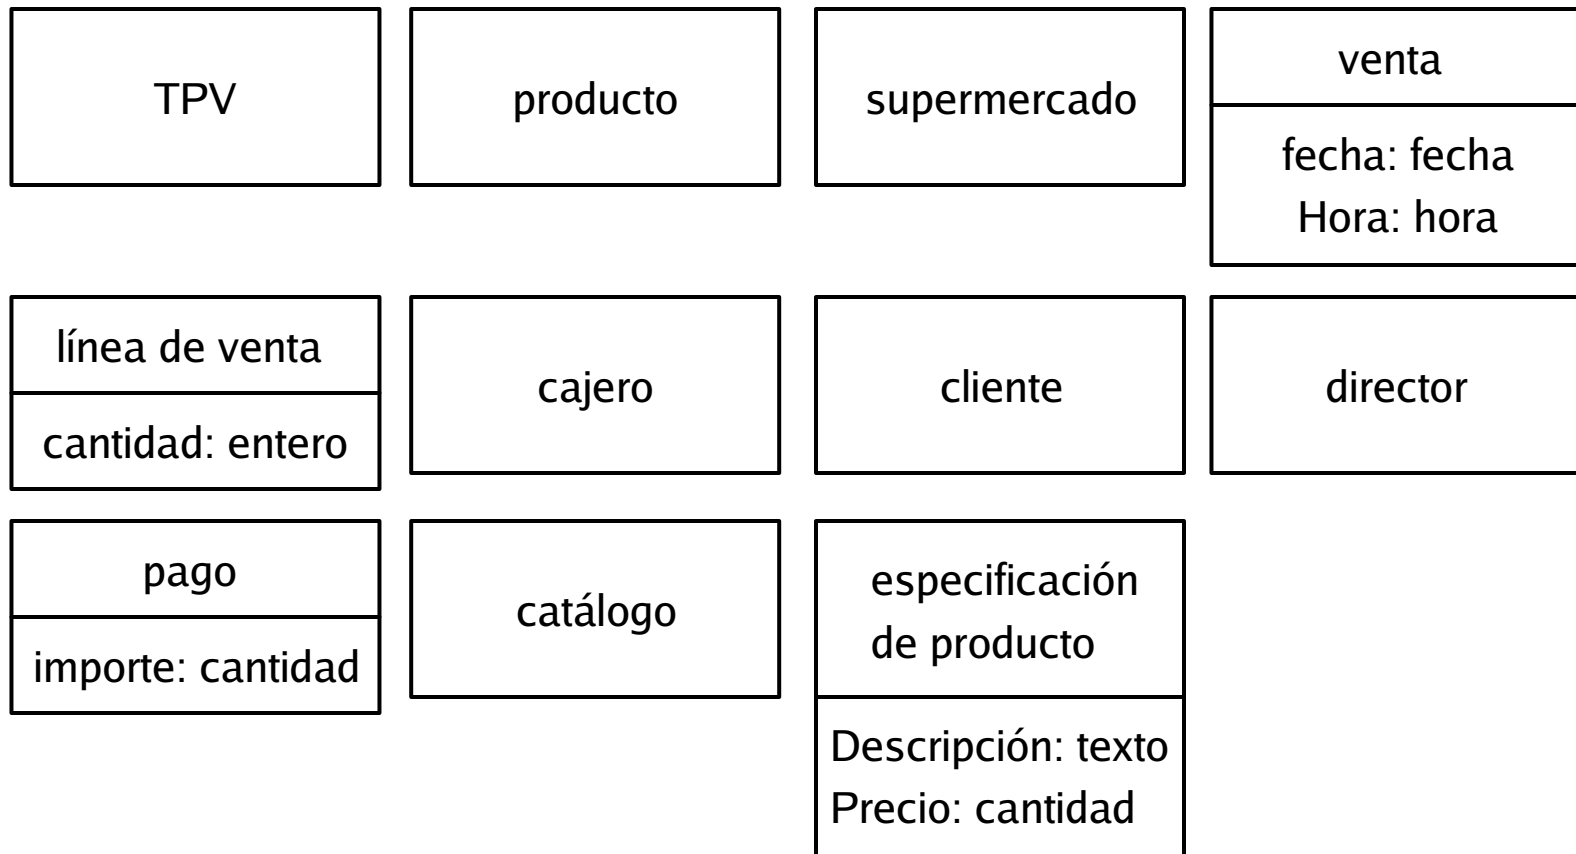 TPV
producto
supermercado
venta
fecha: fecha
Hora: hora
línea de venta
cantidad: entero
cajero
cliente
director
pago
importe: cantidad
catálogo
especificación
de producto
Descripción: texto
Precio: cantidad